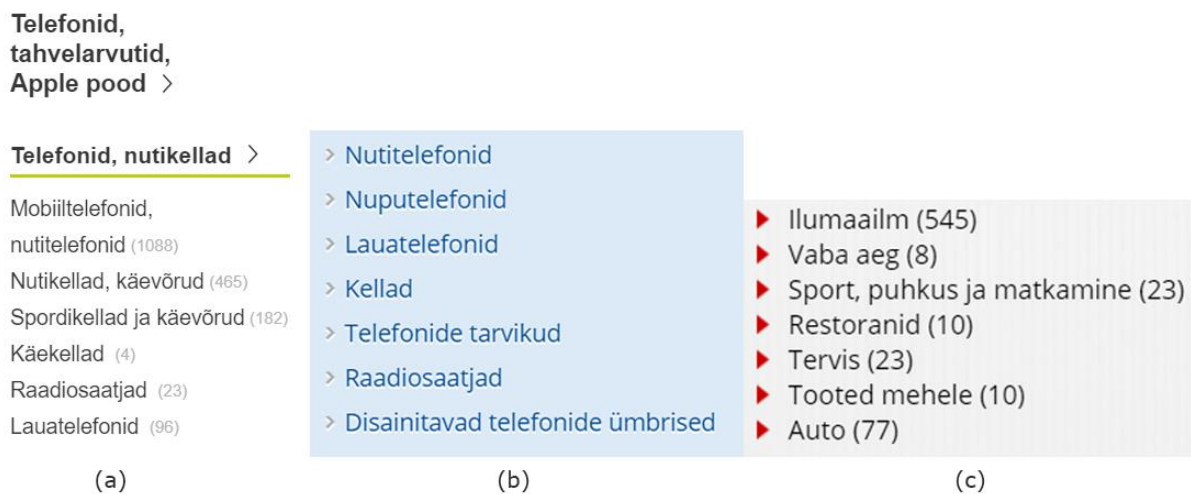 Telefonid,
tahvelarvutid,
Apple pood >
Telefonid, nutikellad >
Mobiiltelefonid,
nutitelefonid (1088)
Nutikellad, käevõrud (465)
Spordikellad ja käevõrud (182)
Käekellad (4)
Raadiosaatjad (23)
Lauatelefonid (96)
(a)
> Nutitelefonid
> Nuputelefonid
> Lauatelefonid
> Kellad
> Telefonide tarvikud
> Raadiosaatjad
> Disainitavad telefonide ümbrised
(b)
Ilumaailm (545)
Vaba aeg (8)
Sport, puhkus ja matkamine (23)
Restoranid (10)
Tervis (23)
Tooted mehele (10)
Auto (77)
(c)